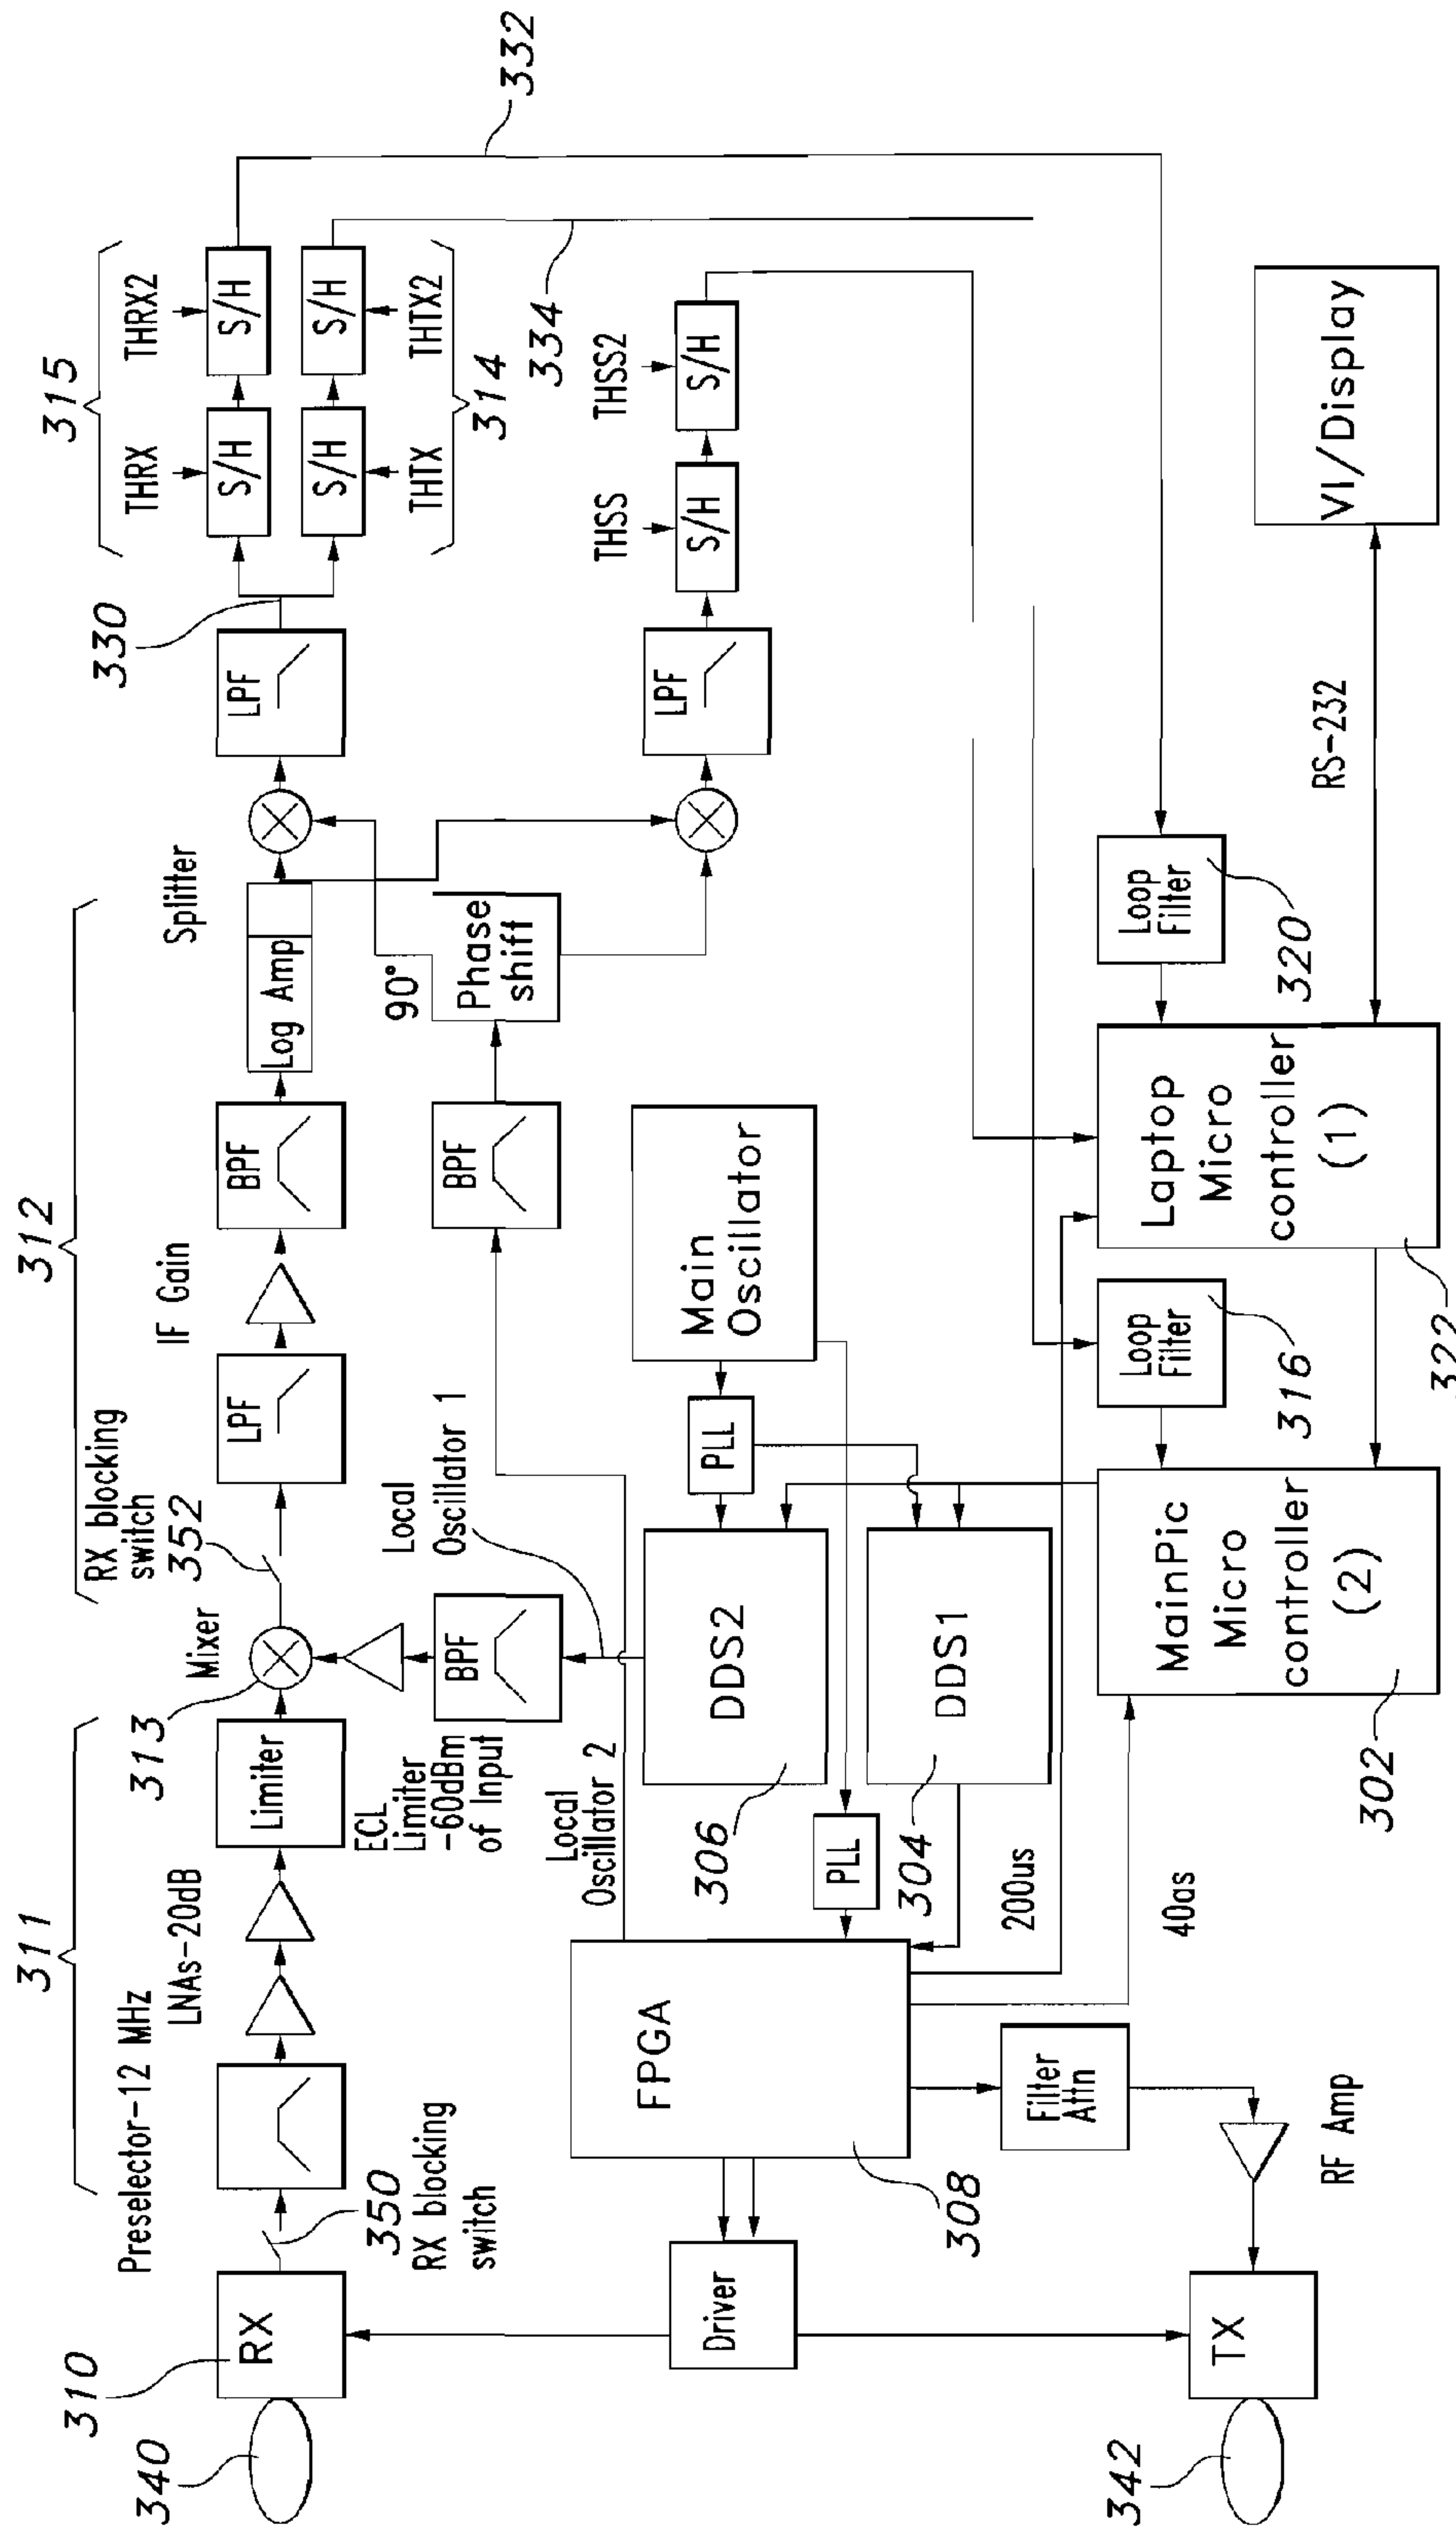 311
312
315
Preselector-12 MHz
LNAs-20dB
313
Mixer
RX blocking
switch
352
IF Gain
Splitter
330
THRX
THRX2
310
340
RX
350
RX blocking
switch
Limiter
LPF
BPF
Log Amp
LPF
S/H
S/H
S/H
S/H
THTX
THTX2
314
332
334
ECL
Limiter
-60dBm
of Input
BPF
Local
Oscillator 1
BPF
90°
Phase
shift
Local
Oscillator 2
THSS
THSS2
LPF
S/H
S/H
Driver
FPGA
308
306
DDS2
PLL
Main
Oscillator
PLL
304
DDS1
200us
40as
Filter
Attn
RF Amp
342
TX
302
MainPic
Micro
controller
(2)
Loop
Filter
316
322
Laptop
Micro
controller
(1)
Loop
Filter
320
RS-232
VI/Display